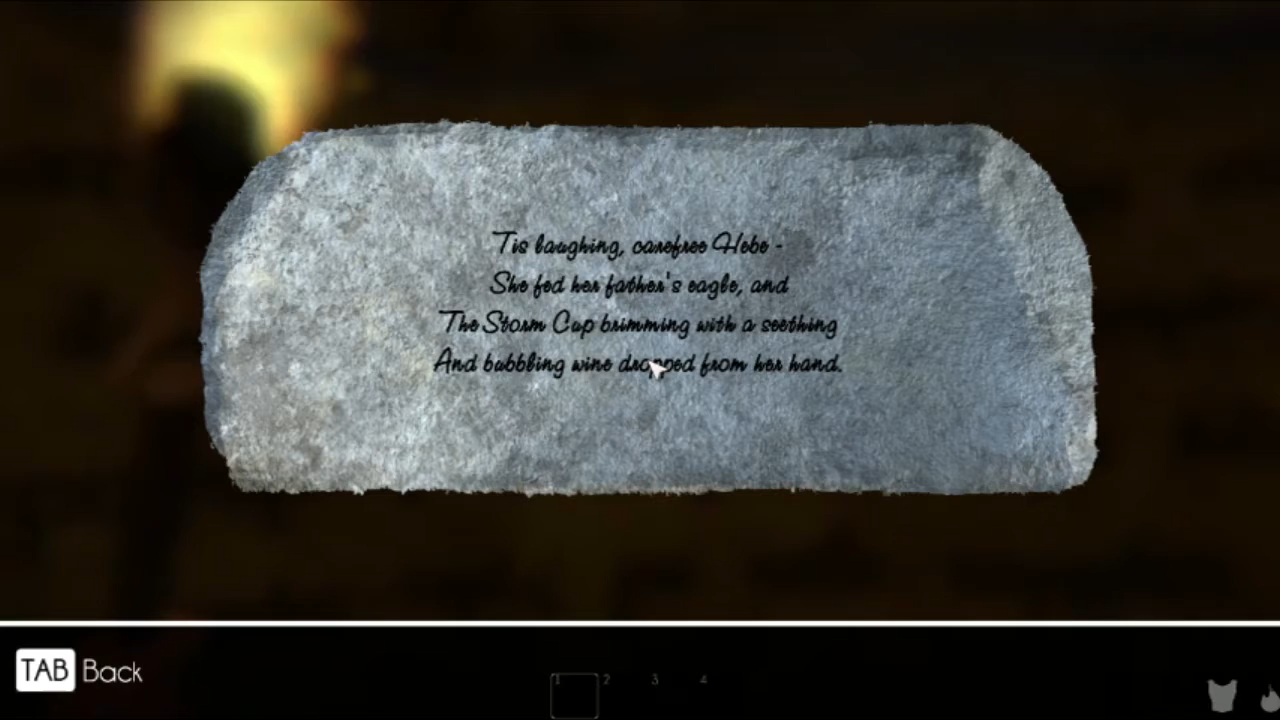 Tis laughing, carefree Hebe -
She fed her father's eagle, and
The Storm Cup brimming with a seething
And bubbling wine dropped from her hand.
TAB Back
1 2 3 4